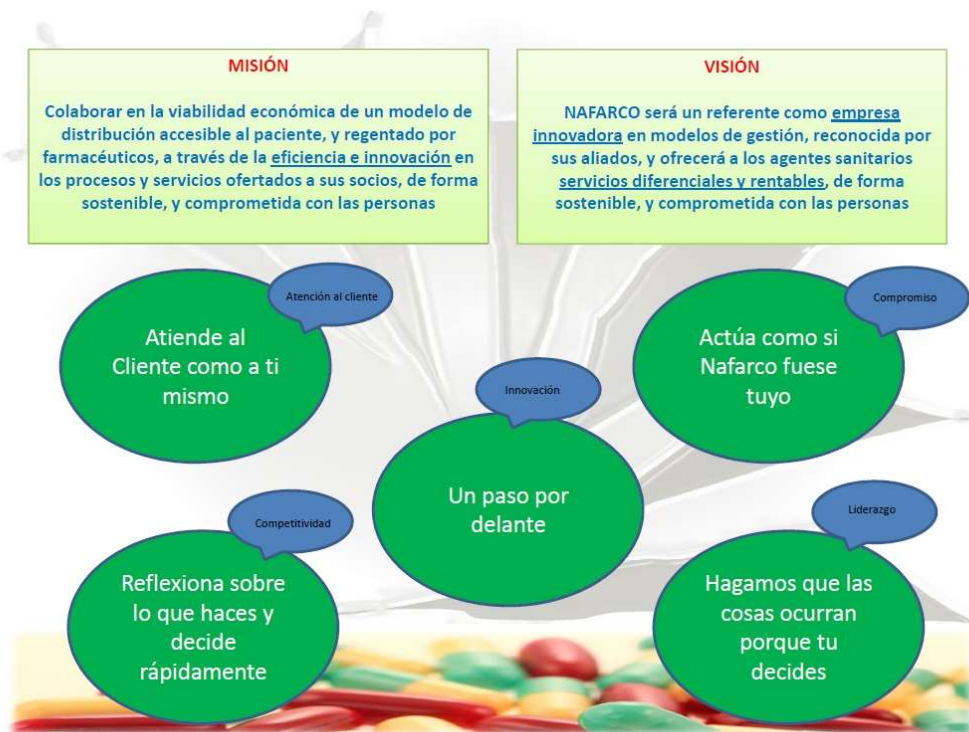 MISIÓN
Colaborar en la viabilidad económica de un modelo de
distribución accesible al paciente, y regentado por
farmacéuticos, a través de la eficiencia e innovación en
los procesos y servicios ofertados a sus socios, de forma
sostenible, y comprometida con las personas
VISIÓN
NAFARCO será un referente como empresa
innovadora en modelos de gestión, reconocida por
sus aliados, y ofrecerá a los agentes sanitarios
servicios diferenciales y rentables, de forma
sostenible, y comprometida con las personas
Atención al cliente
Atiende al
Cliente como a ti
mismo
Compromiso
Actúa como si
Nafarco fuese
tuyo
Innovación
Un paso por
delante
Competitividad
Reflexiona sobre
lo que haces y
decide
rápidamente
Liderazgo
Hagamos que las
cosas ocurran
porque tu
decides